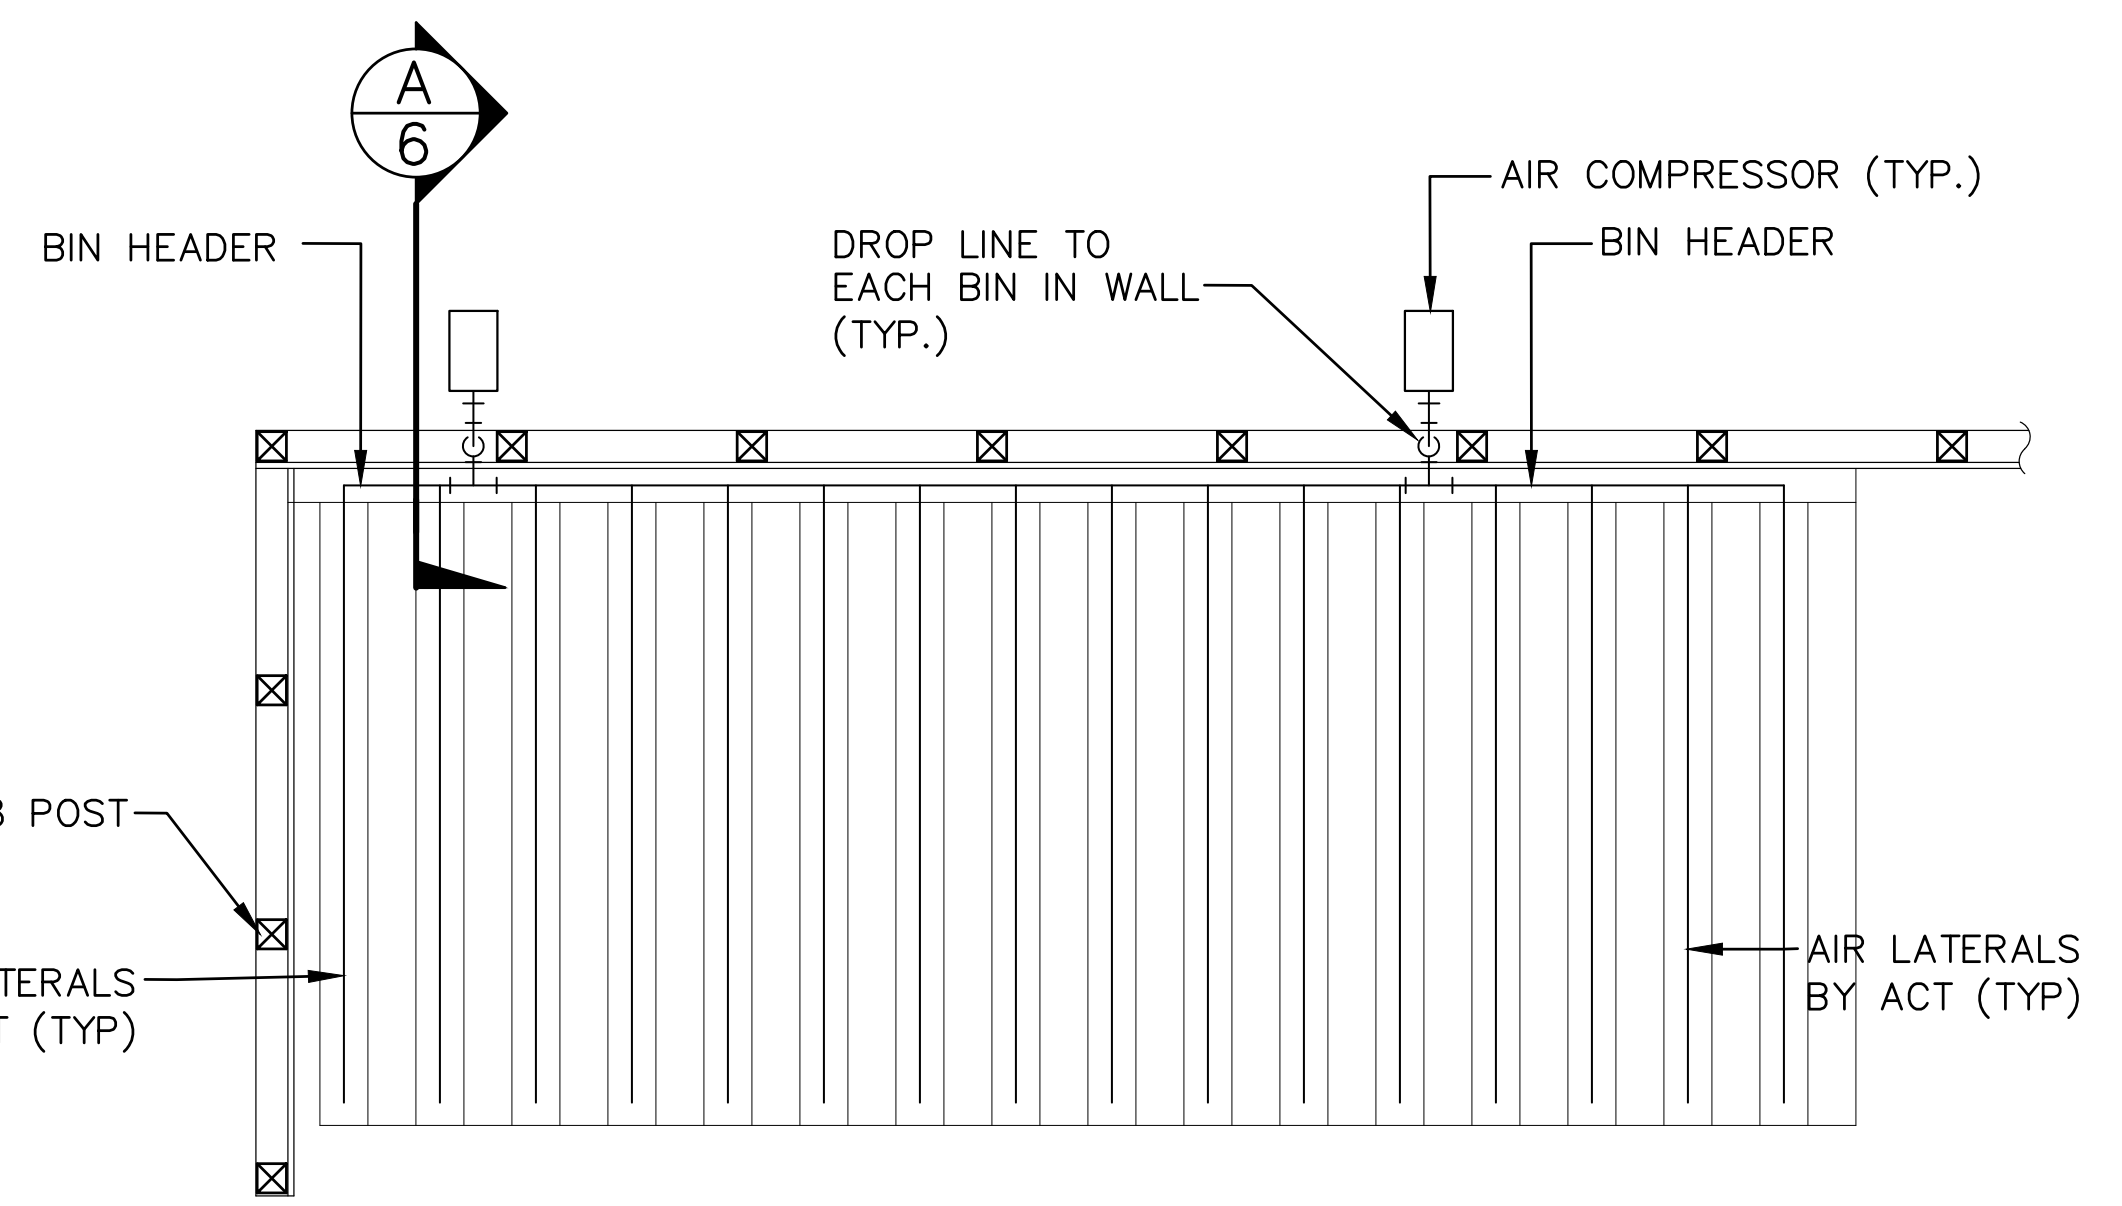 A
6
AIR COMPRESSOR (TYP.)
BIN HEADER
DROP LINE TO
EACH BIN IN WALL
(TYP.)
BIN HEADER
POST
AIR LATERALS
BY ACT (TYP)
(TYP)